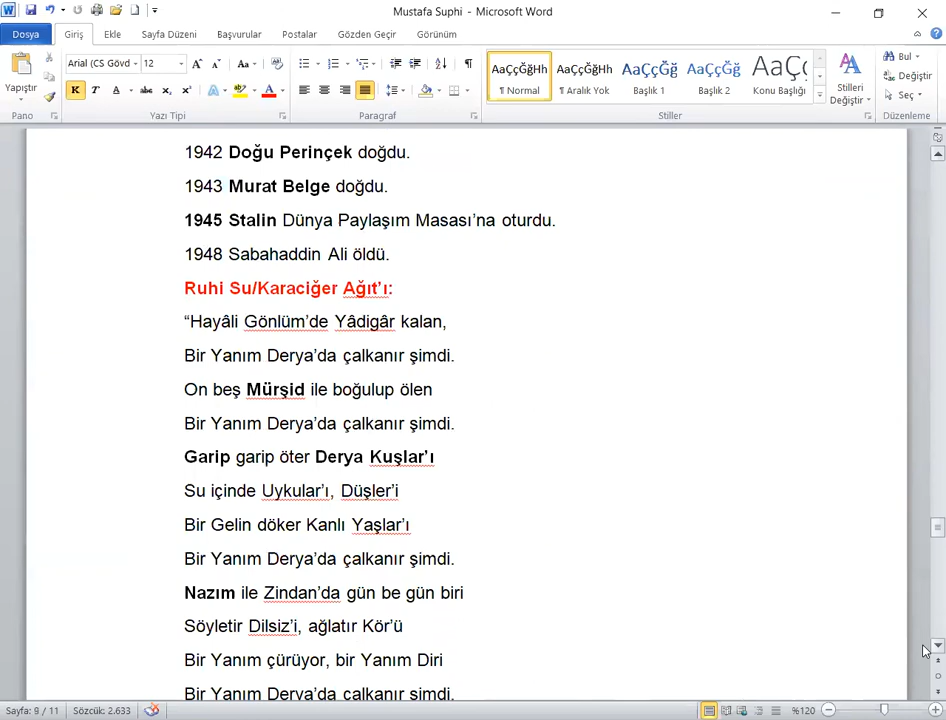 Mustafa Suphi - Microsoft Word
Dosya Giriş Ekle Sayfa Düzeni Başvurular Postalar Gözden Geçir Görünüm
Yapıştır
Arial (CS Gövd 12
K T A abc x₂ x² A ab A
Aa
AaÇçĞğHh AaÇçĞğHh AaÇçĞğ AaÇçĞğ AaÇç
¶ Normal ¶ Aralık Yok Başlık 1 Başlık 2 Konu Başlığı
Stilleri Değiştir
Bul
Değiştir
Seç
Pano Yazı Tipi Paragraf Stiller Düzenleme
1942 Doğu Perinçek doğdu.
1943 Murat Belge doğdu.
1945 Stalin Dünya Paylaşım Masası’na oturdu.
1948 Sabahaddin Ali öldü.
Ruhi Su/Karaciğer Ağıt’ı:
“Hayâli Gönlüm’de Yâdigâr kalan,
Bir Yanım Derya’da çalkanır şimdi.
On beş Mürşid ile boğulup ölen
Bir Yanım Derya’da çalkanır şimdi.
Garip garip öter Derya Kuşlar’ı
Su içinde Uykular’ı, Düşler’i
Bir Gelin döker Kanlı Yaşlar’ı
Bir Yanım Derya’da çalkanır şimdi.
Nazım ile Zindan’da gün be gün biri
Söyletir Dilsiz’i, ağlatır Kör’ü
Bir Yanım çürüyor, bir Yanım Diri
Bir Yanım Derya’da çalkanır şimdi.
Sayfa: 9 / 11 Sözcük: 2.633 %120